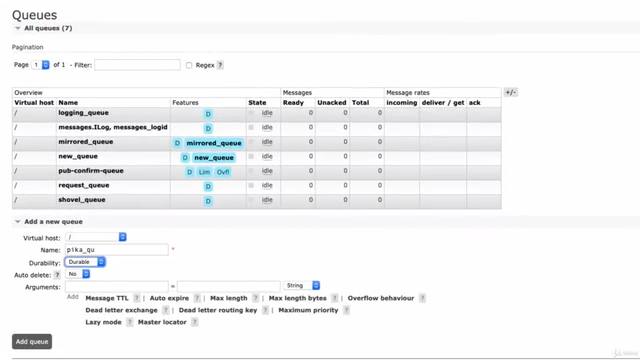 Queues
All queues (7)
Pagination
Page 1 of 1 - Filter: Regex ?
Overview Messages Message rates +/-
Virtual host Name Features State Ready Unacked Total incoming deliver / get ack
/ logging_queue D idle 0 0 0
/ messages.ILog, messages_logid D idle 0 0 0
/ mirrored_queue D mirrored_queue idle 0 0 0
/ new_queue D new_queue idle 0 0 0
/ pub-confirm-queue D Lim Ovfl idle 0 0 0
/ request_queue D idle 0 0 0
/ shovel_queue D idle 0 0 0
Add a new queue
Virtual host: /
Name: pika_qu *
Durability: Durable
Auto delete: ? No
Arguments: = String
Add Message TTL ? | Auto expire ? | Max length ? | Max length bytes ? | Overflow behaviour ?
Dead letter exchange ? | Dead letter routing key ? | Maximum priority ?
Lazy mode ? | Master locator ?
Add queue